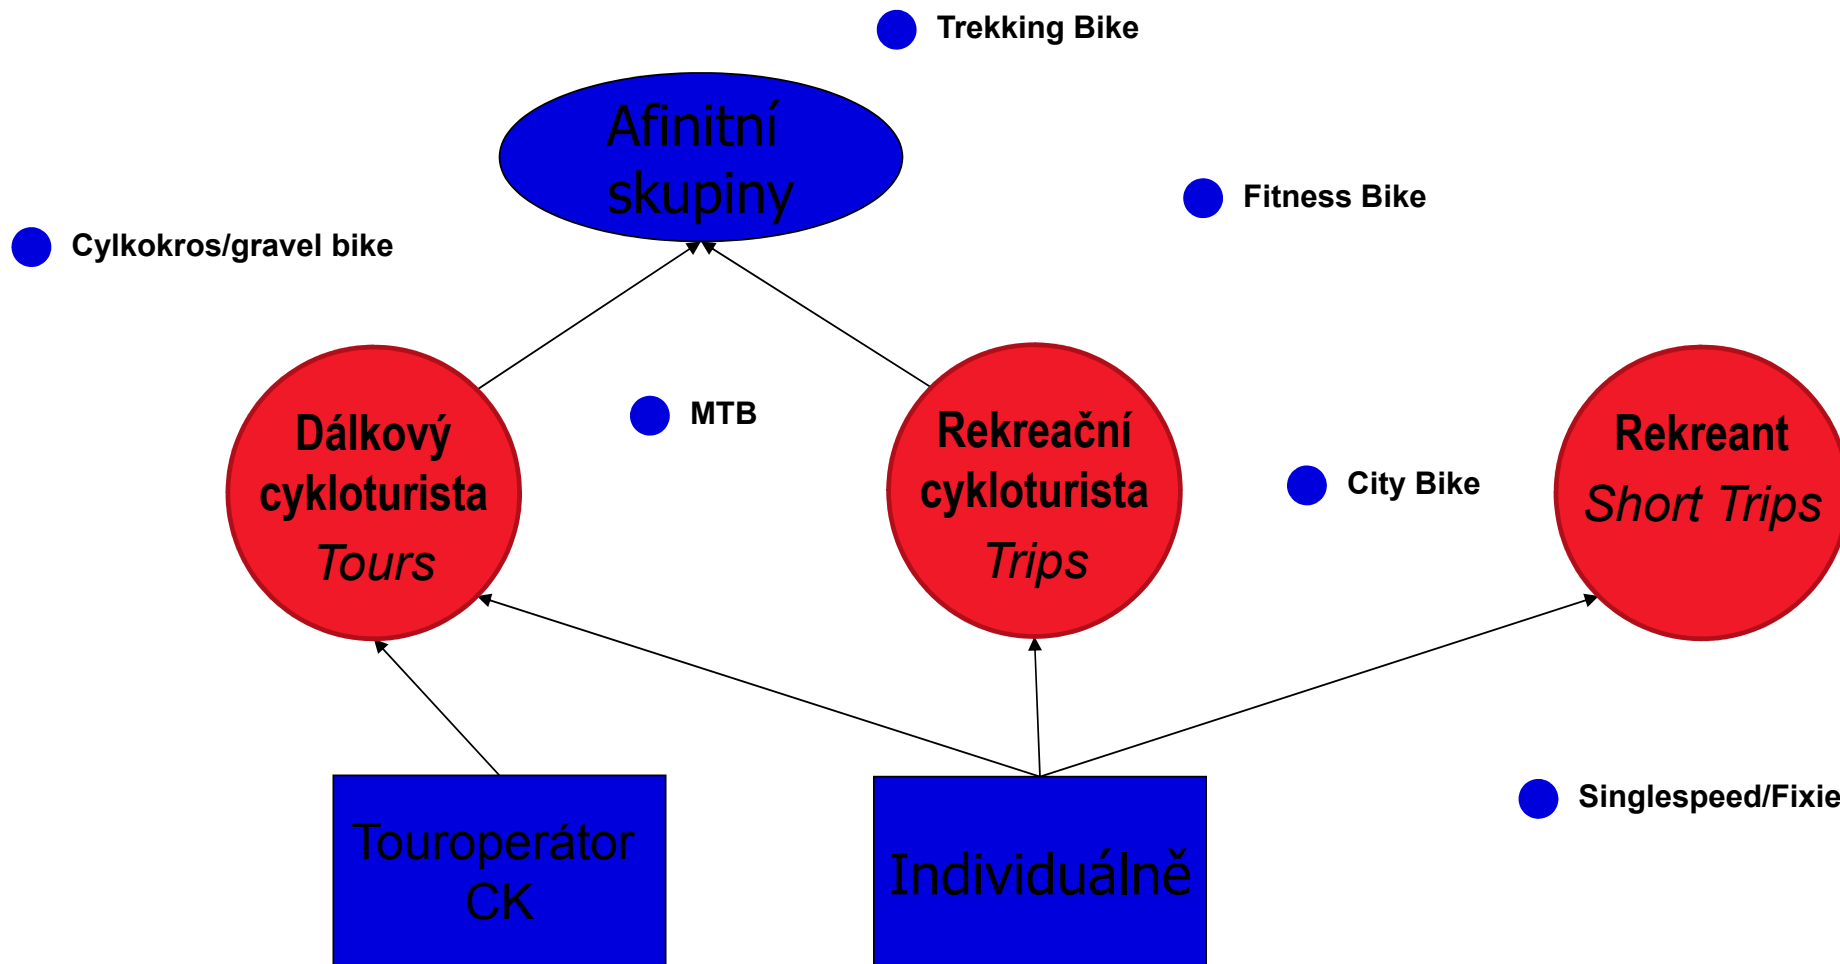 Trekking Bike
Afinitní
skupiny
Fitness Bike
Cylkokros/gravel bike
MTB
Dálkový
cykloturista
Tours
Rekreační
cykloturista
Trips
City Bike
Rekreant
Short Trips
Singlespeed/Fixie
Touroperátor
CK
Individuálně